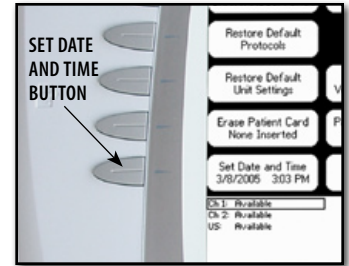 SET DATE
AND TIME
BUTTON
Restore Default
Protocols
Restore Default
Unit Settings
Erase Patient Card
None Inserted
Set Date and Time
3/8/2005 3:03 PM
Ch 1: Available
Ch 2: Available
US: Available